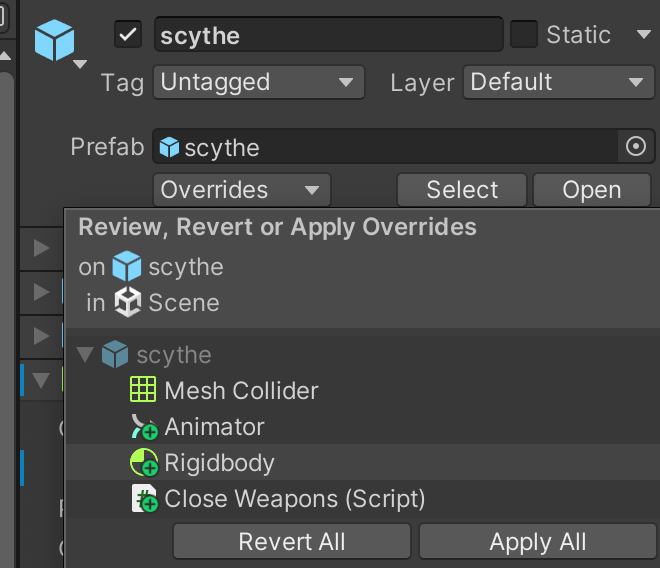 scythe
Static
Tag Untagged Layer Default
Prefab scythe
Overrides Select Open
Review, Revert or Apply Overrides
on scythe
in Scene
scythe
Mesh Collider
Animator
Rigidbody
Close Weapons (Script)
Revert All Apply All